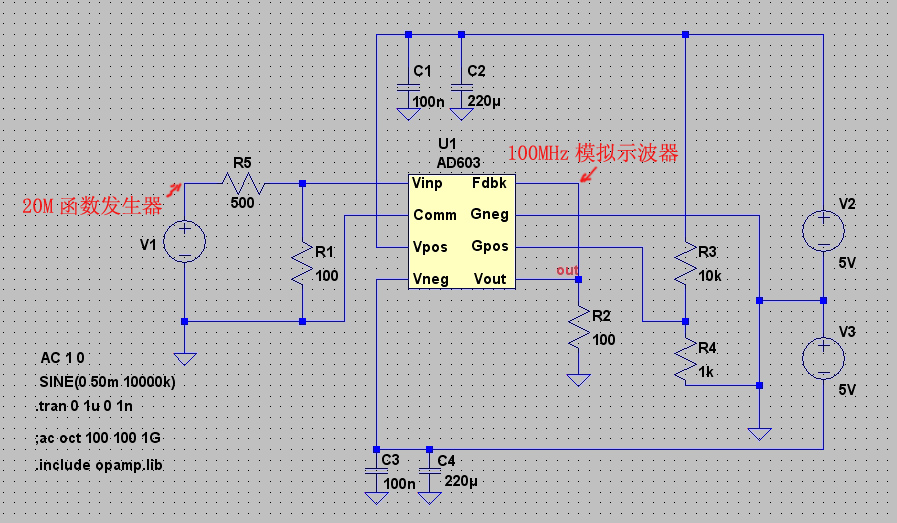 C1
100n
C2
220µ
U1
AD603
100MHz 模拟示波器
R5
500
20M 函数发生器
V1
R1
100
Vinp
Comm
Vpos
Vneg
Fdbk
Gneg
Gpos
Vout
out
R2
100
R3
10k
R4
1k
V2
5V
V3
5V
AC 1 0
SINE(0 50m 10000k)
.tran 0 1u 0 1n
;ac oct 100 100 1G
.include opamp.lib
C3
100n
C4
220µ